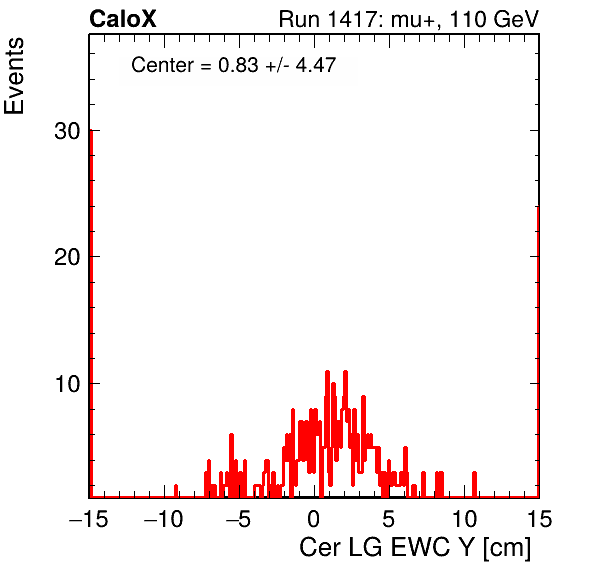 CaloX Run 1417: mu+, 110 GeV
Center = 0.83 +/- 4.47
Events
30
20
10
−15 −10 −5 0 5 10 15
Cer LG EWC Y [cm]